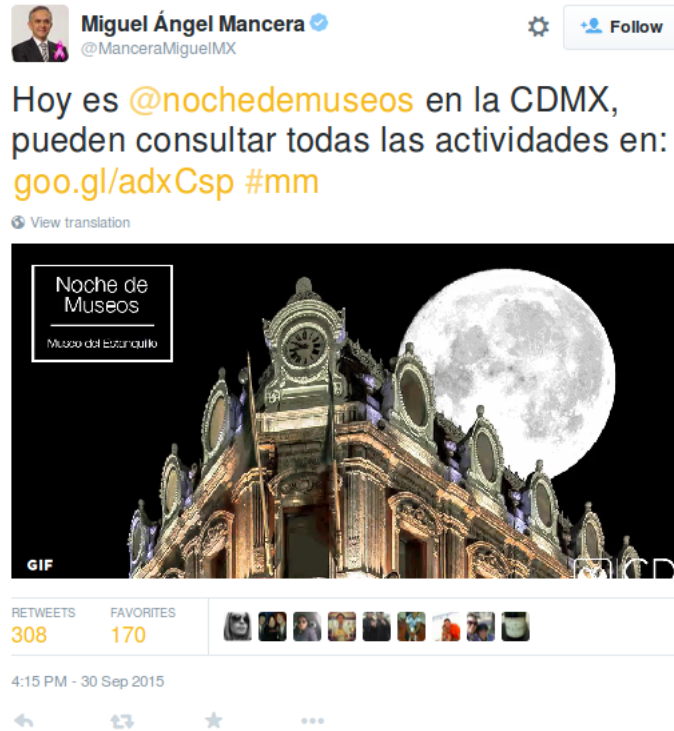 Miguel Ángel Mancera
@ManceraMiguelMX
Follow
Hoy es @nochedemuseos en la CDMX,
pueden consultar todas las actividades en:
goo.gl/adxCsp #mm
View translation
Noche de
Museos
Museo del Estanquillo
GIF
CD
RETWEETS FAVORITES
308 170
4:15 PM - 30 Sep 2015